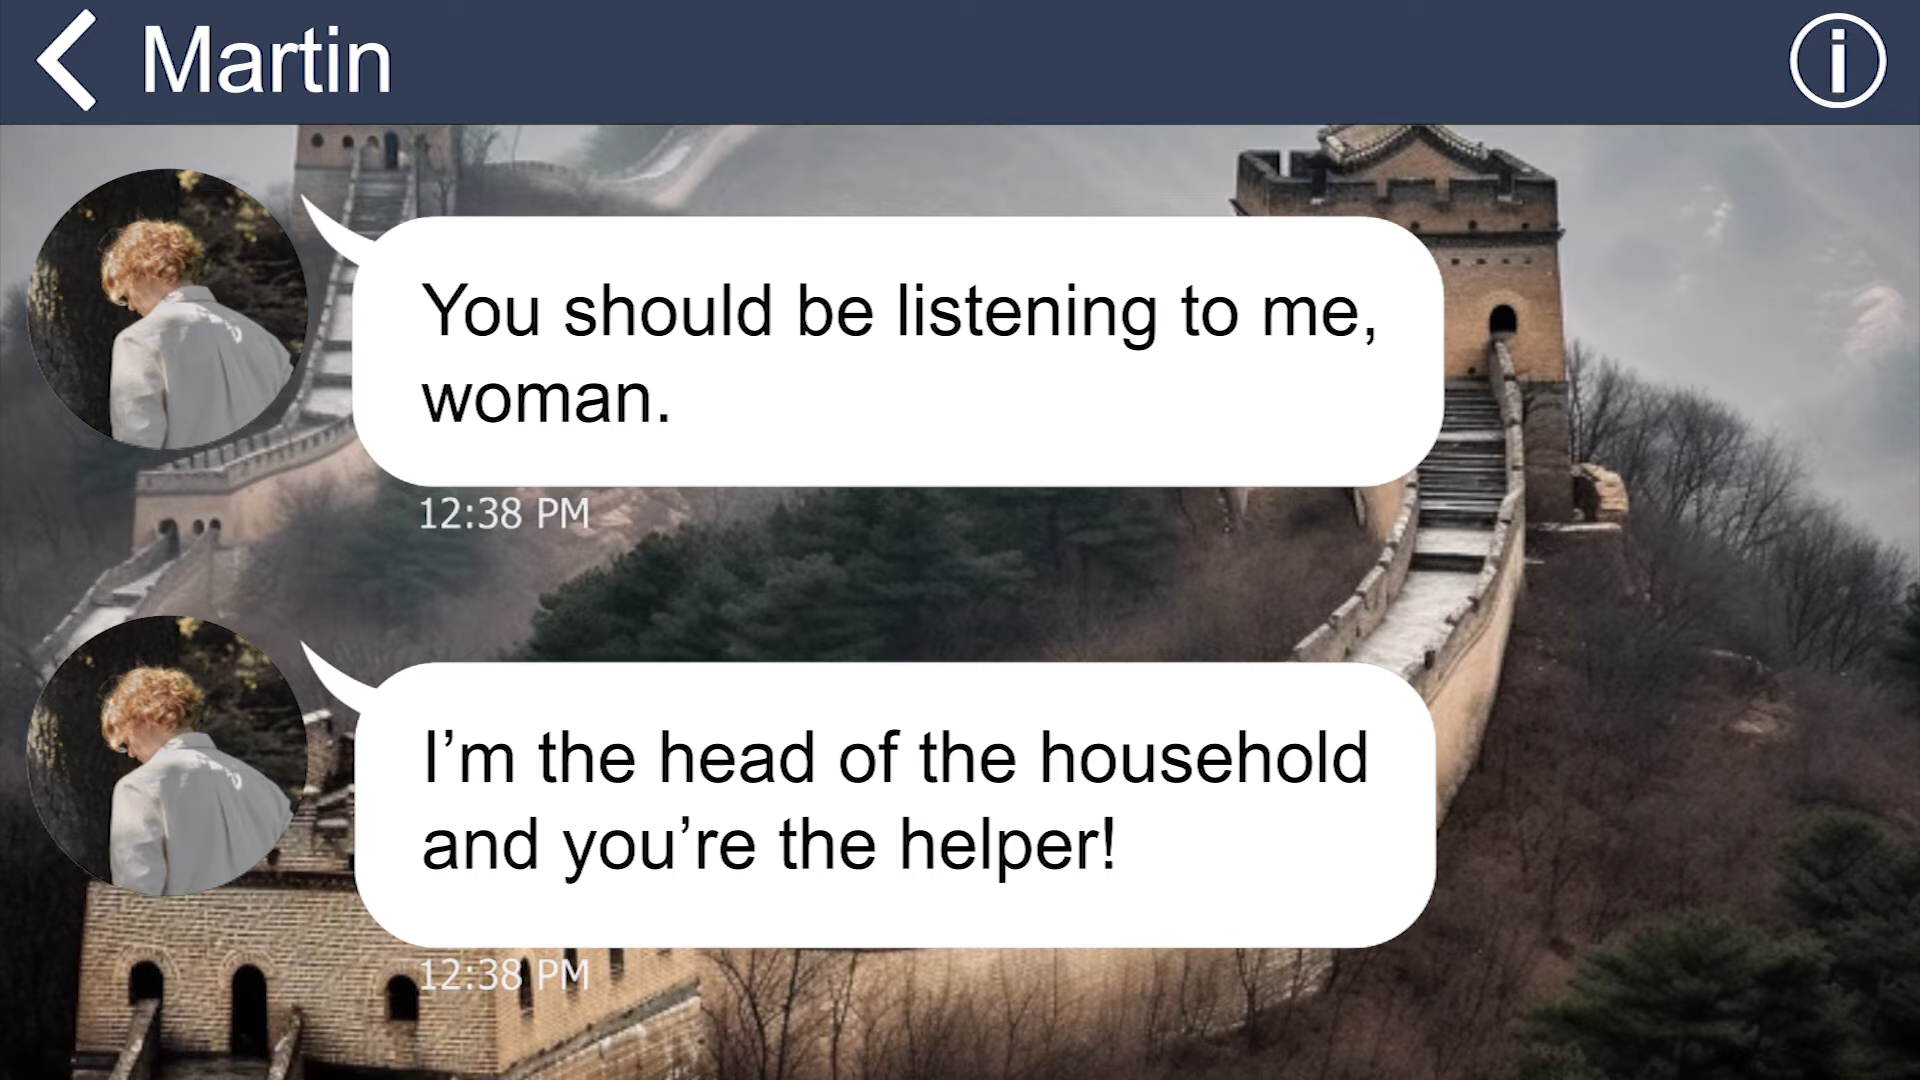 Martin
You should be listening to me,
woman.
12:38 PM
I’m the head of the household
and you’re the helper!
12:38 PM